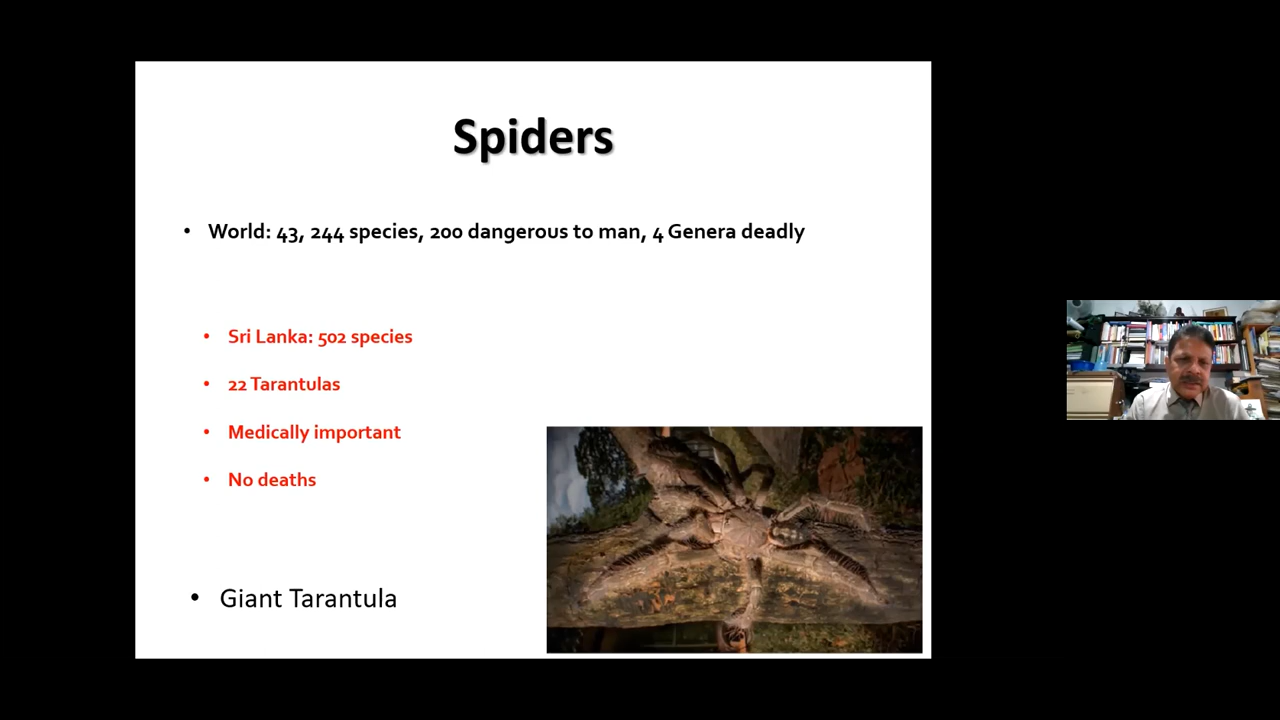 Spiders
• World: 43, 244 species, 200 dangerous to man, 4 Genera deadly
• Sri Lanka: 502 species
• 22 Tarantulas
• Medically important
• No deaths
• Giant Tarantula